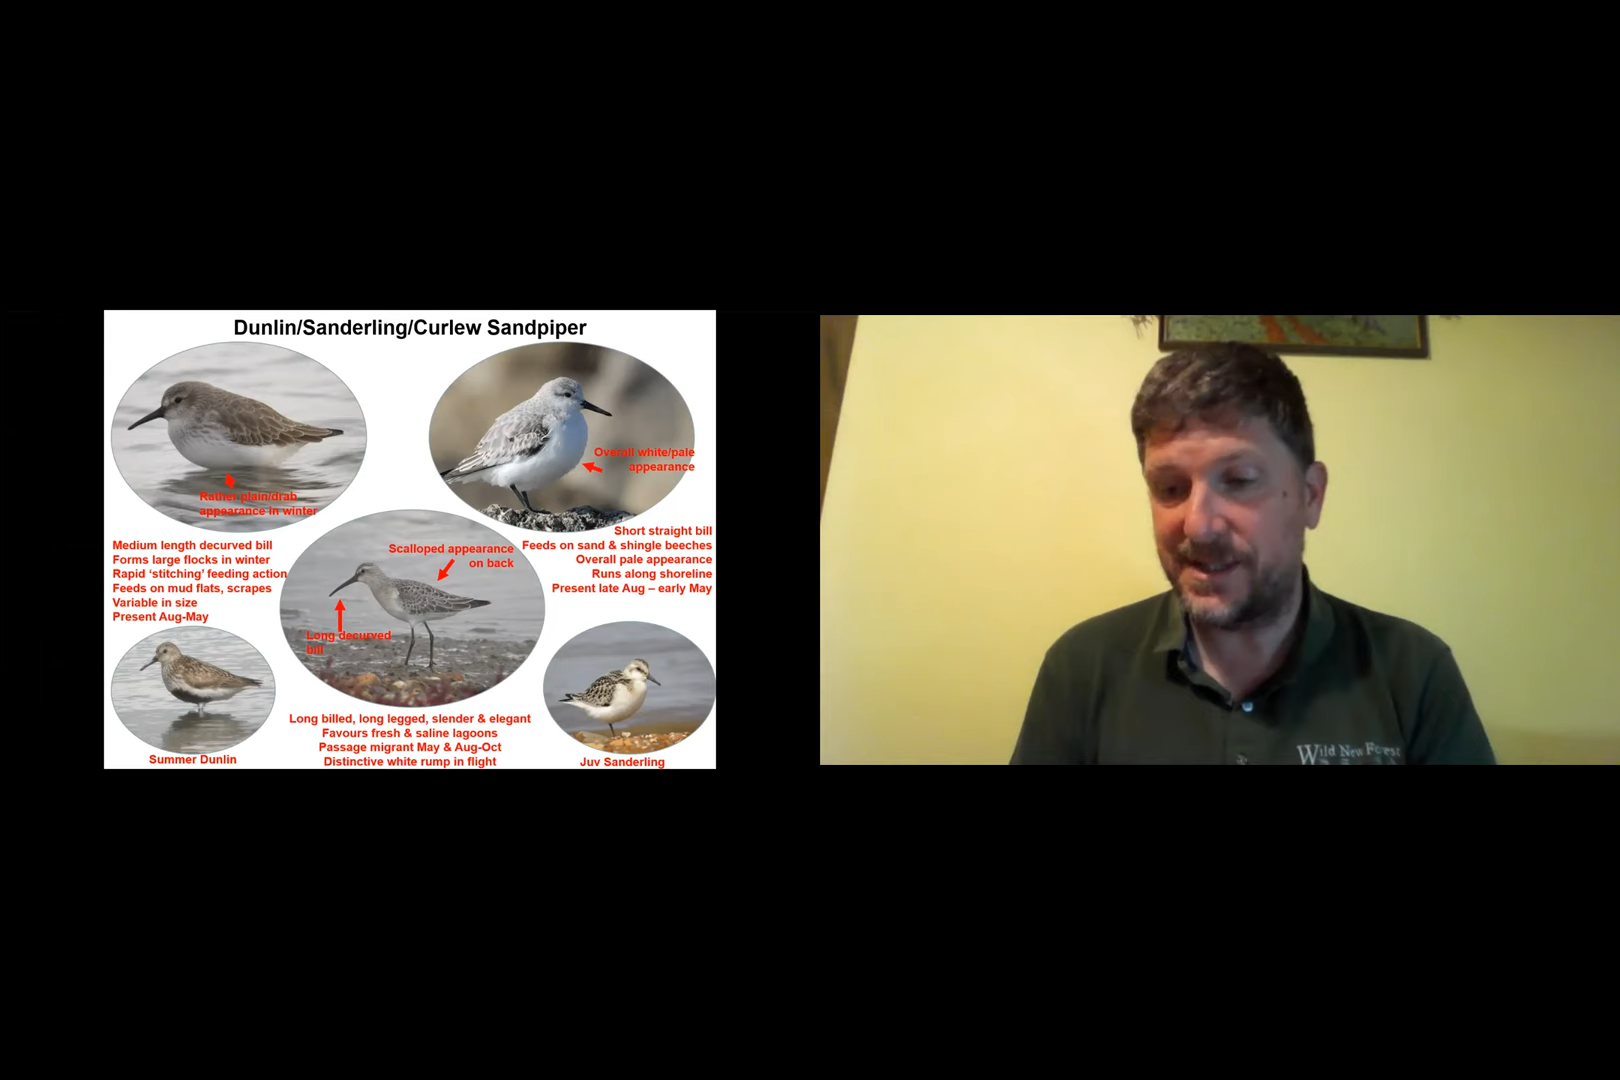 Dunlin/Sanderling/Curlew Sandpiper
Rather plain/drab
appearance in winter
Overall white/pale
appearance
Medium length decurved bill
Forms large flocks in winter
Rapid ‘stitching’ feeding action
Feeds on mud flats, scrapes
Variable in size
Present Aug-May
Scalloped appearance
on back
Long decurved
bill
Short straight bill
Feeds on sand & shingle beeches
Overall pale appearance
Runs along shoreline
Present late Aug – early May
Summer Dunlin
Long billed, long legged, slender & elegant
Favours fresh & saline lagoons
Passage migrant May & Aug-Oct
Distinctive white rump in flight
Juv Sanderling
Wild New Forest